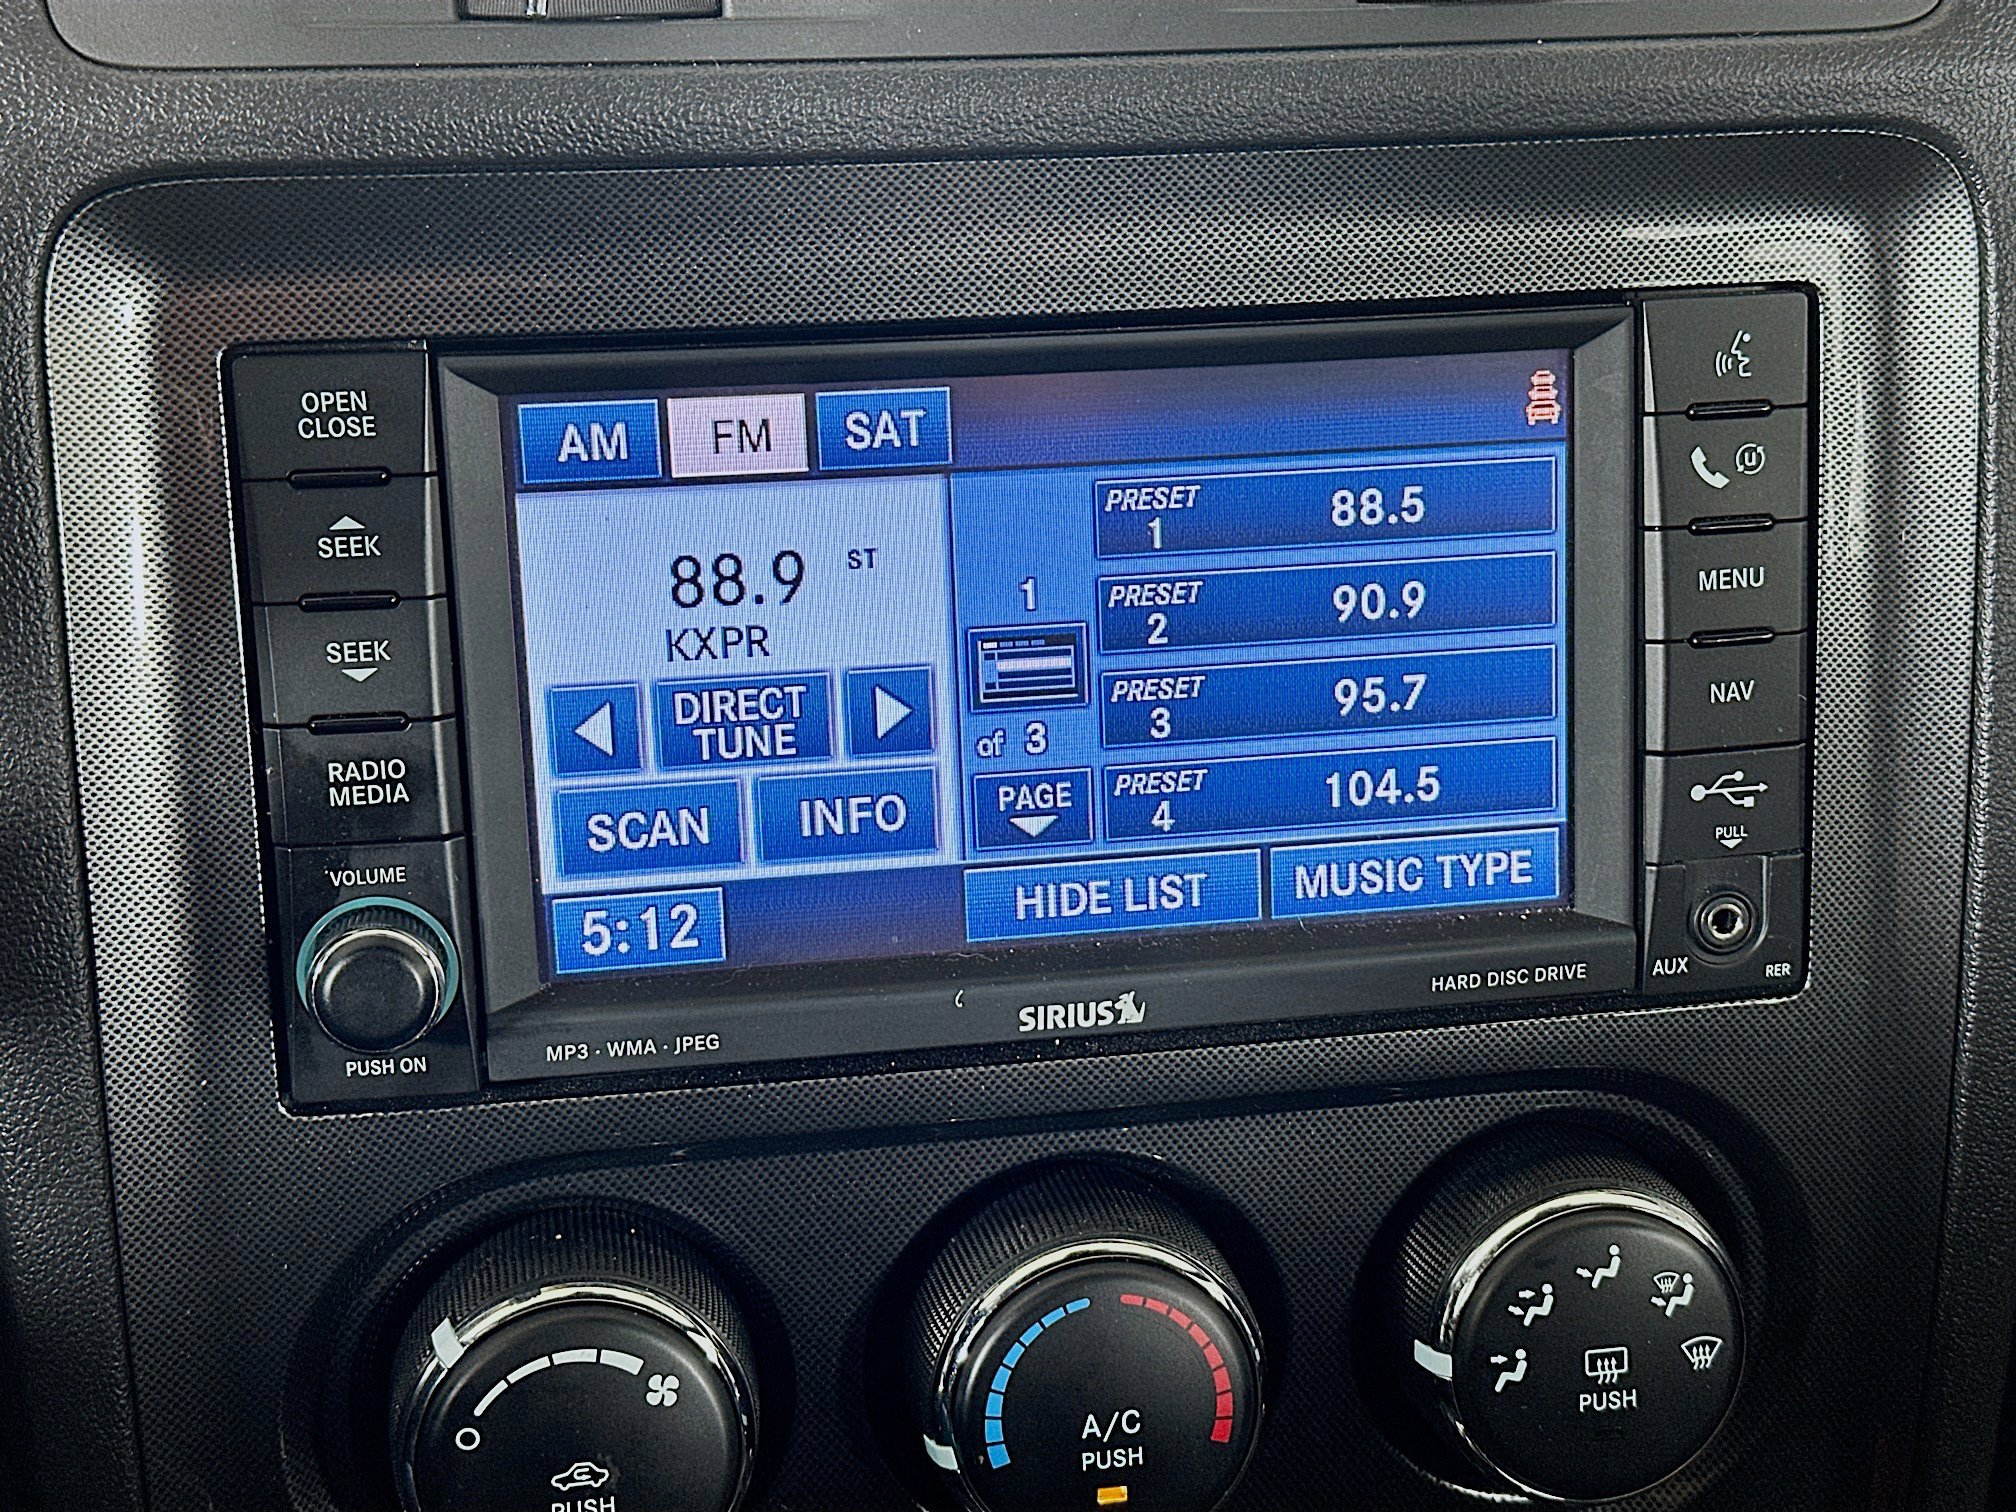 OPEN
CLOSE
SEEK
SEEK
RADIO
MEDIA
VOLUME
PUSH ON
AM FM SAT
88.9 ST
KXPR
DIRECT
TUNE
SCAN INFO
5:12
1
of 3
PAGE
PRESET
1 88.5
PRESET
2 90.9
PRESET
3 95.7
PRESET
4 104.5
HIDE LIST MUSIC TYPE
MENU
NAV
PULL
AUX RER
MP3 · WMA · JPEG
SIRIUS
HARD DISC DRIVE
PUSH
A/C
PUSH
PUSH